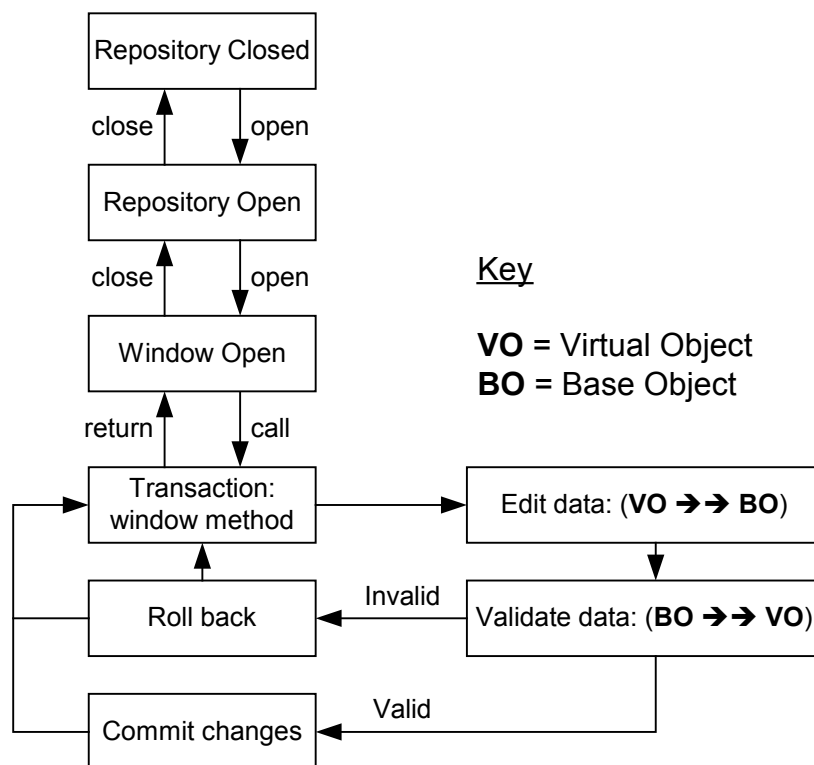 Repository Closed
close
open
Repository Open
close
open
Key
Window Open
VO = Virtual Object
BO = Base Object
return
call
Transaction:
window method
Edit data: (VO ➔➔ BO)
Roll back
Invalid
Validate data: (BO ➔➔ VO)
Commit changes
Valid